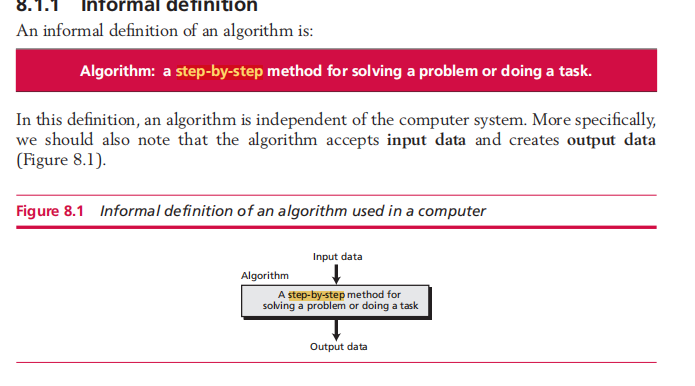 8.1.1 Informal definition
An informal definition of an algorithm is:
Algorithm: a step-by-step method for solving a problem or doing a task.
In this definition, an algorithm is independent of the computer system. More specifically,
we should also note that the algorithm accepts input data and creates output data
(Figure 8.1).
Figure 8.1 Informal definition of an algorithm used in a computer
Input data
Algorithm
A step-by-step method for
solving a problem or doing a task
Output data